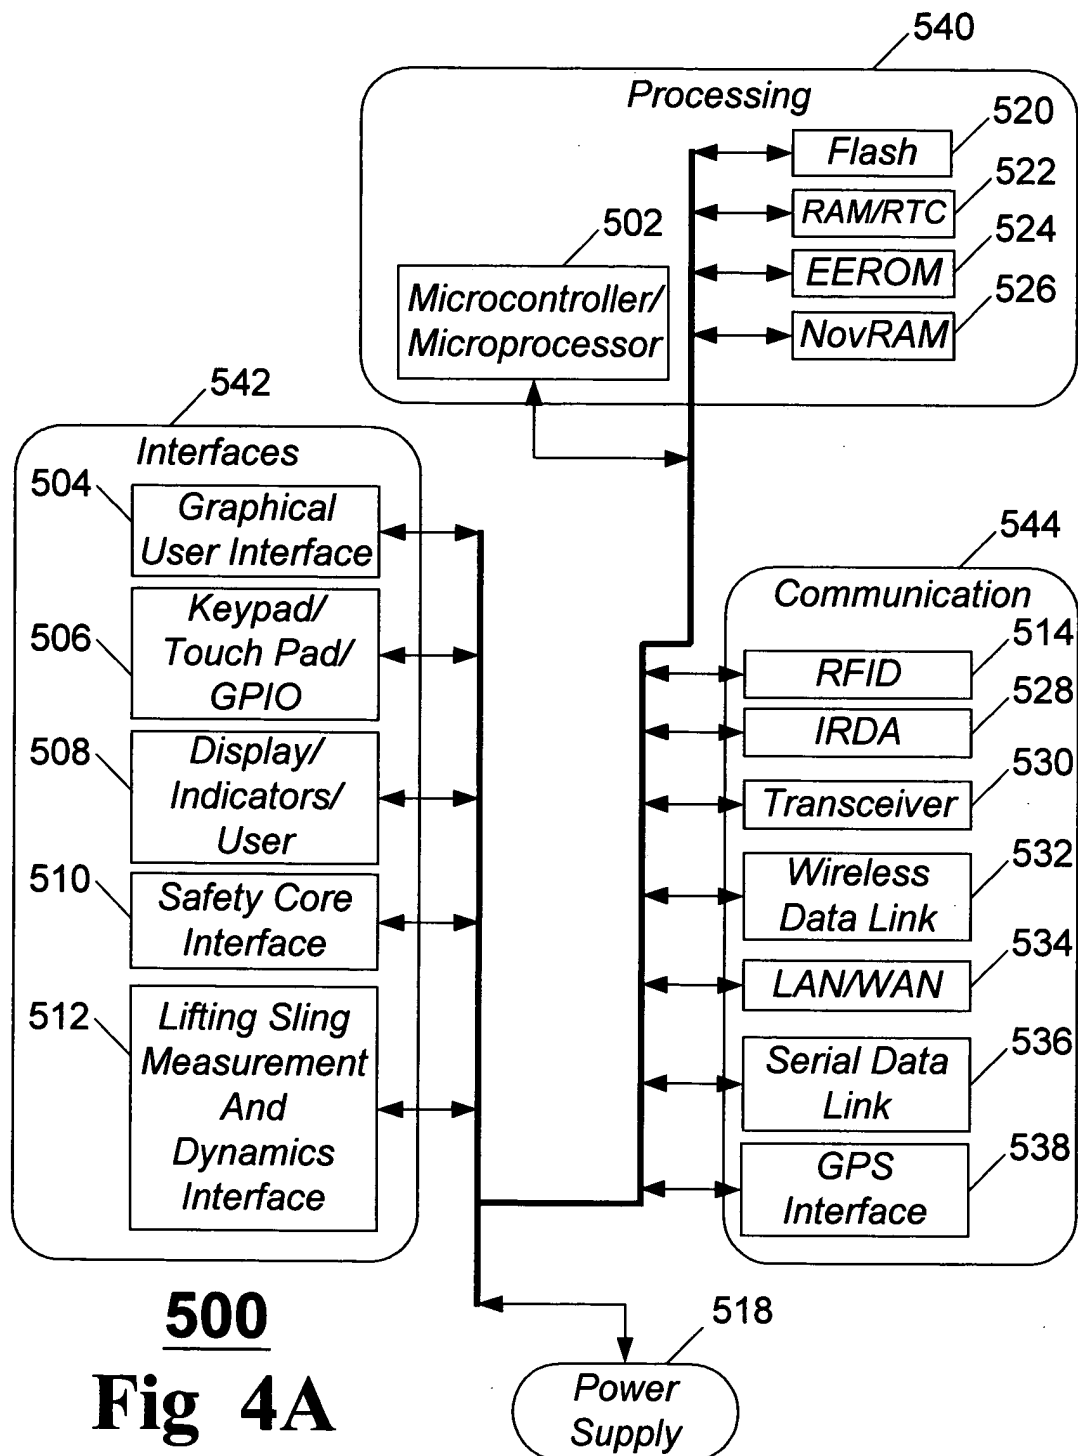 540
Processing
520
Flash
522
RAM/RTC
502
524
EEROM
526
Microcontroller/
Microprocessor
NovRAM
542
Interfaces
504
Graphical
User Interface
506
Keypad/
Touch Pad/
GPIO
508
Display/
Indicators/
User
510
Safety Core
Interface
512
Lifting Sling
Measurement
And
Dynamics
Interface
544
Communication
514
RFID
528
IRDA
530
Transceiver
532
Wireless
Data Link
534
LAN/WAN
536
Serial Data
Link
538
GPS
Interface
518
Power
Supply
500
Fig 4A